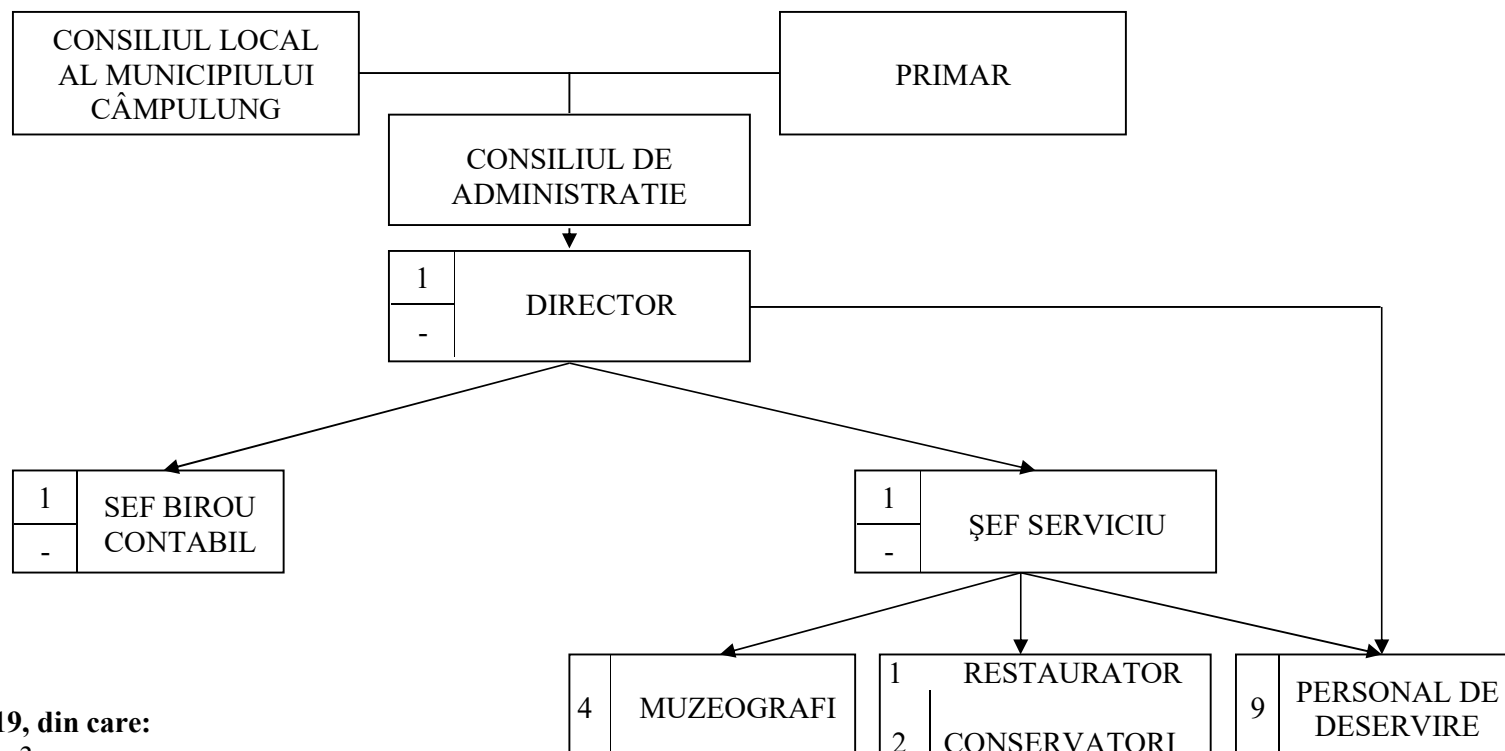 CONSILIUL LOCAL
AL MUNICIPIULUI
CÂMPULUNG
PRIMAR
CONSILIUL DE
ADMINISTRATIE
1
-
DIRECTOR
1
-
SEF BIROU
CONTABIL
1
-
ŞEF SERVICIU
4
MUZEOGRAFI
1
RESTAURATOR
2
CONSERVATORI
9
PERSONAL DE
DESERVIRE
19, din care: